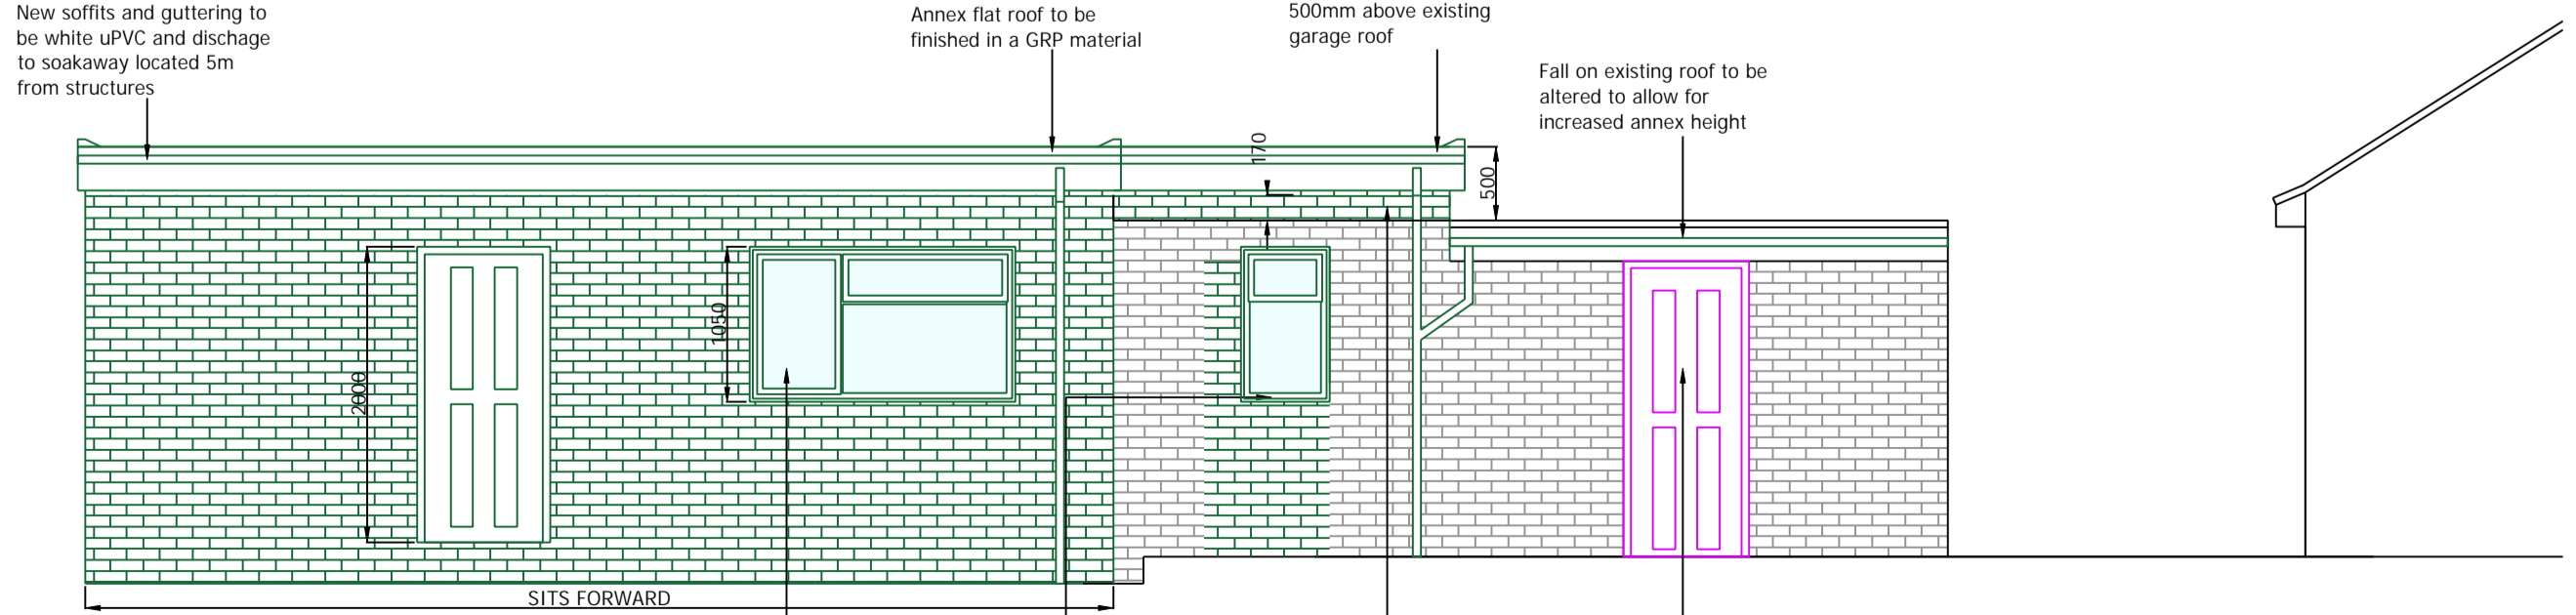 New soffits and guttering to
be white uPVC and dischage
to soakaway located 5m
from structures
Annex flat roof to be
finished in a GRP material
500mm above existing
garage roof
Fall on existing roof to be
altered to allow for
increased annex height
170
500
2000
1050
SITS FORWARD